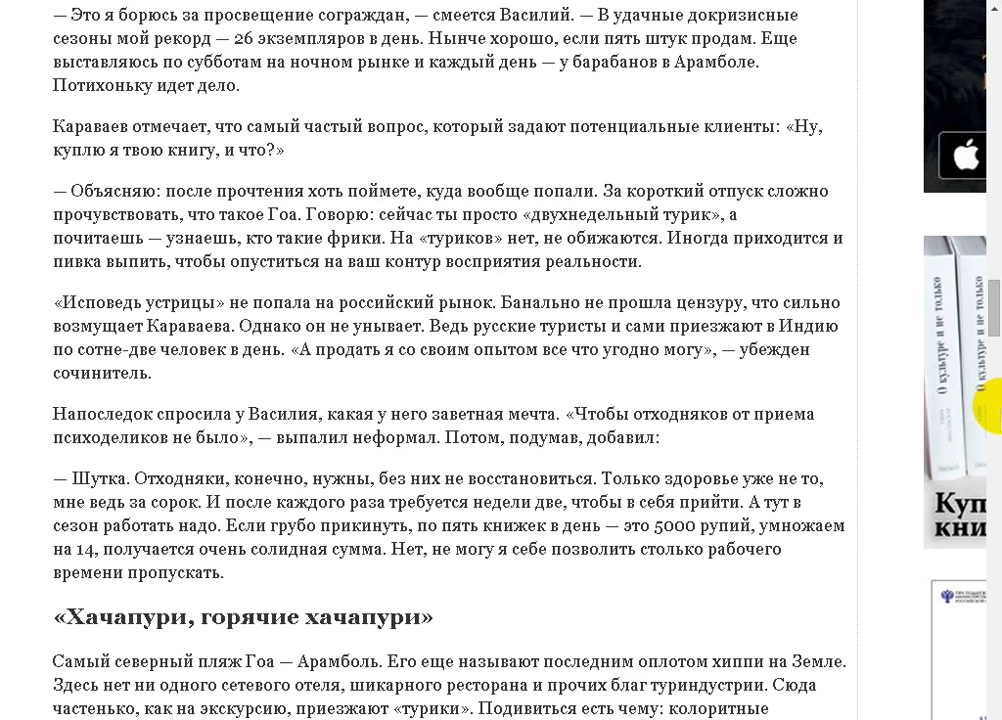 — Это я борюсь за просвещение сограждан, — смеется Василий. — В удачные докризисные
сезоны мой рекорд — 26 экземпляров в день. Нынче хорошо, если пять штук продам. Еще
выставляюсь по субботам на ночном рынке и каждый день — у барабанов в Арамболе.
Потихоньку идет дело.
Караваев отмечает, что самый частый вопрос, который задают потенциальные клиенты: «Ну,
куплю я твою книгу, и что?»
— Объясняю: после прочтения хоть поймете, куда вообще попали. За короткий отпуск сложно
прочувствовать, что такое Гоа. Говорю: сейчас ты просто «двухнедельный турик», а
почитаешь — узнаешь, кто такие фрики. На «туриков» нет, не обижаются. Иногда приходится и
пивка выпить, чтобы опуститься на ваш контур восприятия реальности.
«Исповедь устрицы» не попала на российский рынок. Банально не прошла цензуру, что сильно
возмущает Караваева. Однако он не унывает. Ведь русские туристы и сами приезжают в Индию
по сотне-две человек в день. «А продать я со своим опытом все что угодно могу», — убежден
сочинитель.
Напоследок спросила у Василия, какая у него заветная мечта. «Чтобы отходняков от приема
психоделиков не было», — выпалил неформал. Потом, подумав, добавил:
— Шутка. Отходняки, конечно, нужны, без них не восстановиться. Только здоровье уже не то,
мне ведь за сорок. И после каждого раза требуется недели две, чтобы в себя прийти. А тут в
сезон работать надо. Если грубо прикинуть, по пять книжек в день — это 5000 рупий, умножаем
на 14, получается очень солидная сумма. Нет, не могу я себе позволить столько рабочего
времени пропускать.
«Хачапури, горячие хачапури»
Самый северный пляж Гоа — Арамболь. Его еще называют последним оплотом хиппи на Земле.
Здесь нет ни одного сетевого отеля, шикарного ресторана и прочих благ туриндустрии. Сюда
частенько, как на экскурсию, приезжают «турики». Подивиться есть чему: колоритные
О культуре и не только
О культуре и не только
Куп
кни